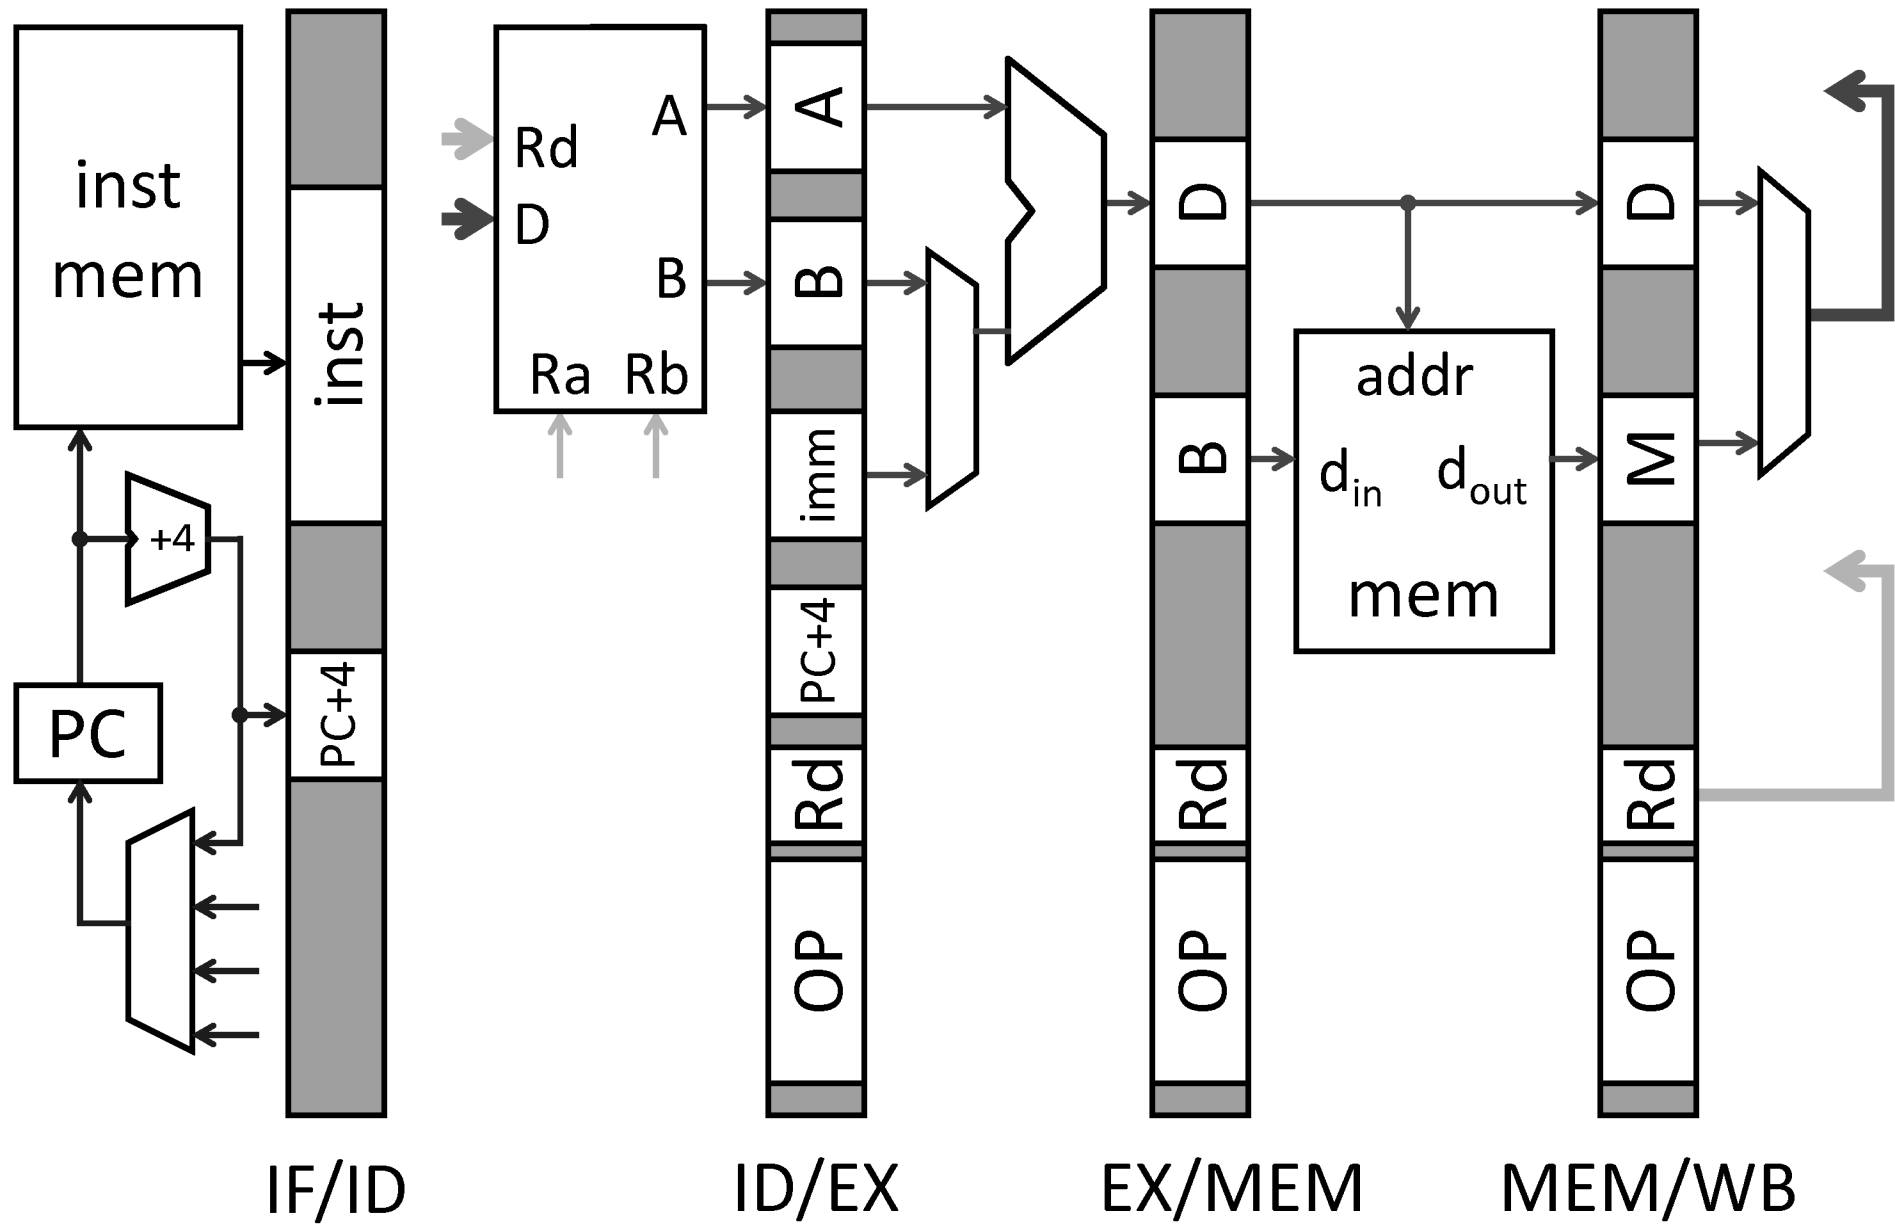 inst
mem
+4
PC
inst
PC+4
Rd
D
A
B
Ra Rb
A
B
imm
PC+4
Rd
OP
D
B
Rd
OP
addr
din dout
mem
D
M
Rd
OP
IF/ID ID/EX EX/MEM MEM/WB